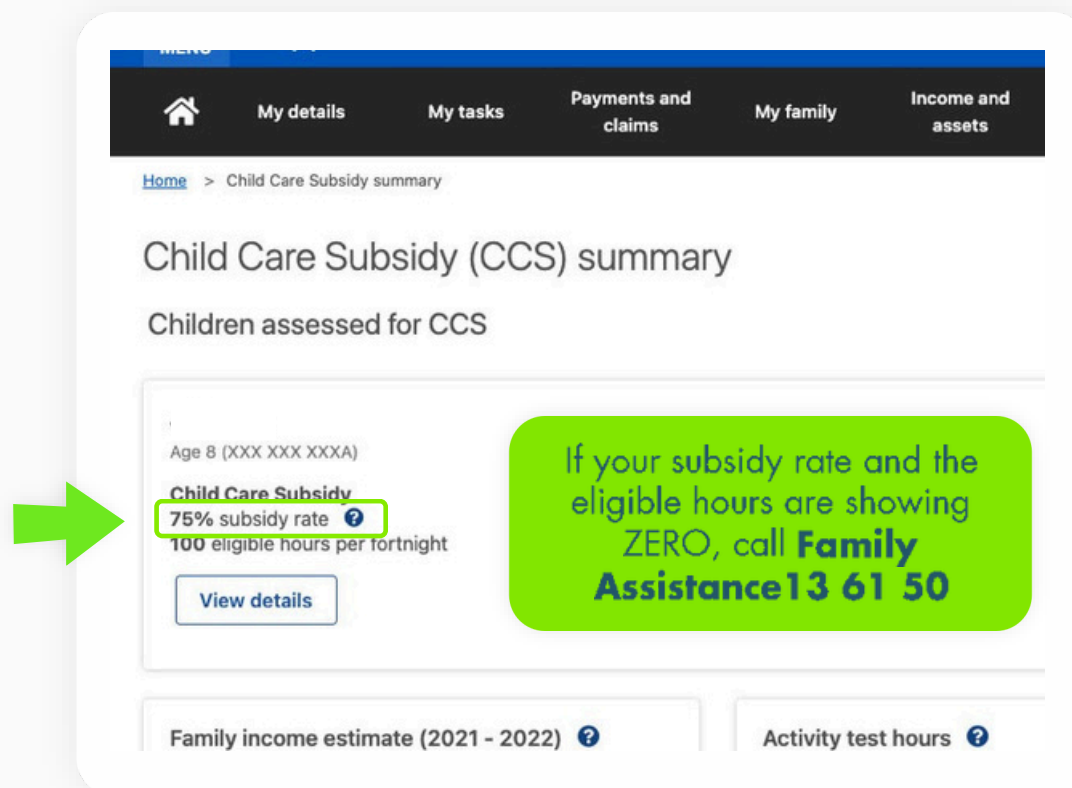 MENU
My details
My tasks
Payments and
claims
My family
Income and
assets
Home > Child Care Subsidy summary
Child Care Subsidy (CCS) summary
Children assessed for CCS
Age 8 (XXX XXX XXXA)
Child Care Subsidy
75% subsidy rate ?
100 eligible hours per fortnight
View details
If your subsidy rate and the
eligible hours are showing
ZERO, call Family
Assistance13 61 50
Family income estimate (2021 - 2022) ?
Activity test hours ?